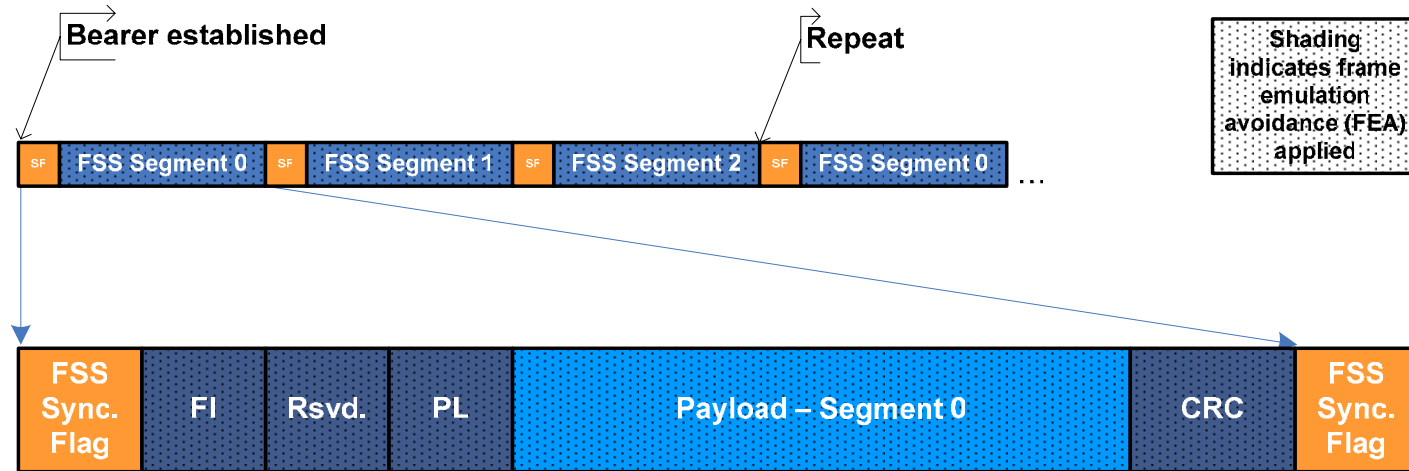 Bearer established
Repeat
Shading
indicates frame
emulation
avoidance (FEA)
applied
SF
FSS Segment 0
SF
FSS Segment 1
SF
FSS Segment 2
SF
FSS Segment 0
...
FSS
Sync.
Flag
FI
Rsvd.
PL
Payload – Segment 0
CRC
FSS
Sync.
Flag